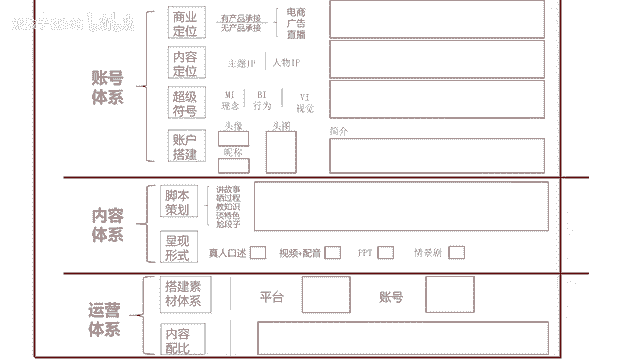 商业
定位
有产品承接
无产品承接
电商
广告
直播
内容
定位
主题IP
人物IP
账号
体系
超级
符号
MI
理念
BI
行为
VI
视觉
账户
搭建
头像
昵称
头图
简介
内容
体系
脚本
策划
讲故事
晒过程
教知识
谈特色
尬段子
呈现
形式
真人口述
视频+配音
PPT
情景剧
运营
体系
搭建素
材体系
平台
账号
内容
配比